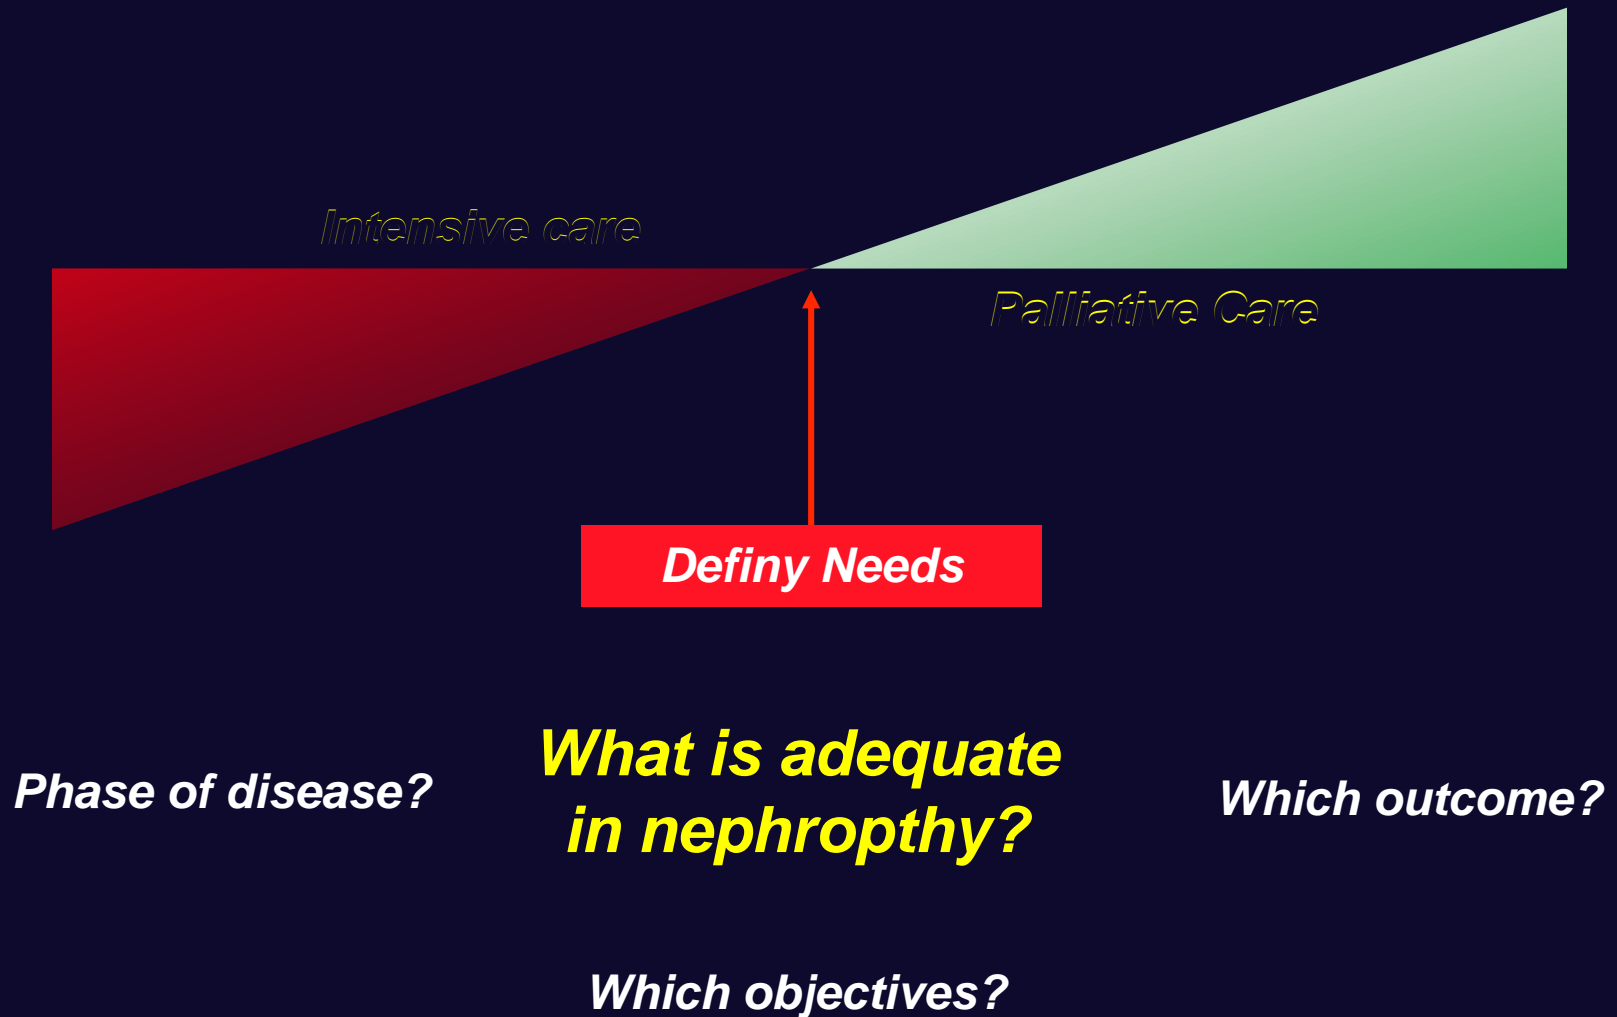 Intensive care
Palliative Care
Definy Needs
What is adequate
in nephropthy?
Phase of disease?
Which outcome?
Which objectives?